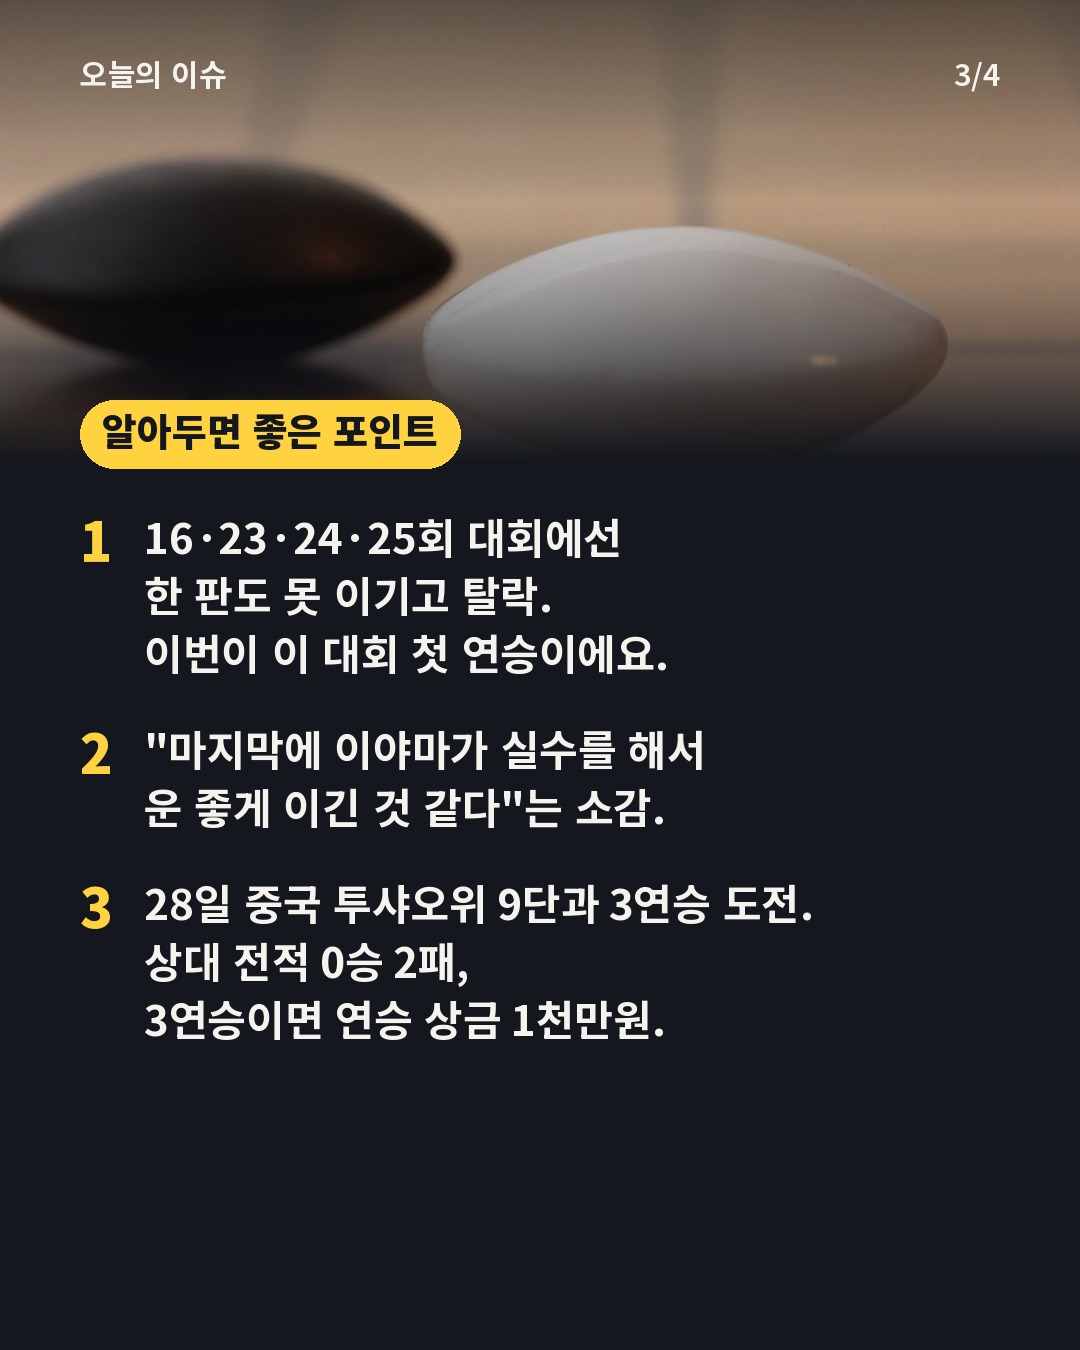 오늘의 이슈
3/4
알아두면 좋은 포인트
1 16·23·24·25회 대회에선
한 판도 못 이기고 탈락.
이번이 이 대회 첫 연승이에요.
2 "마지막에 이야마가 실수를 해서
운 좋게 이긴 것 같다"는 소감.
3 28일 중국 투샤오위 9단과 3연승 도전.
상대 전적 0승 2패,
3연승이면 연승 상금 1천만원.